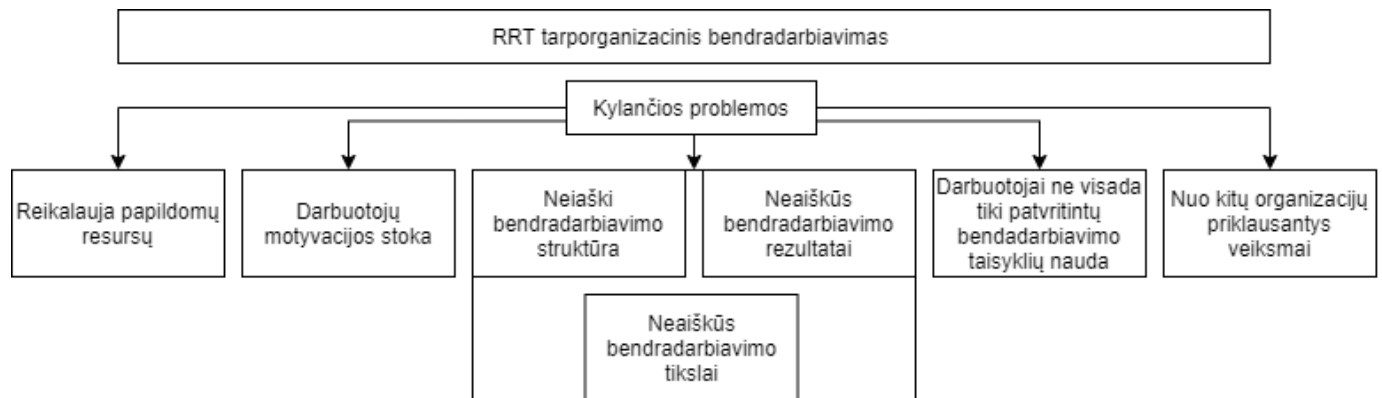 RRT tarporganizacinis bendradarbiavimas
Kylančios problemos
Reikalauja papildomų
resursų
Darbuotojų
motyvacijos stoka
Neiaški
bendradarbiavimo
struktūra
Neaiškūs
bendradarbiavimo
rezultatai
Darbuotojai ne visada
tiki patvritintų
bendadarbiavimo
taisyklių nauda
Nuo kitų organizacijų
priklausantys
veiksmai
Neaiškūs
bendradarbiavimo
tikslai